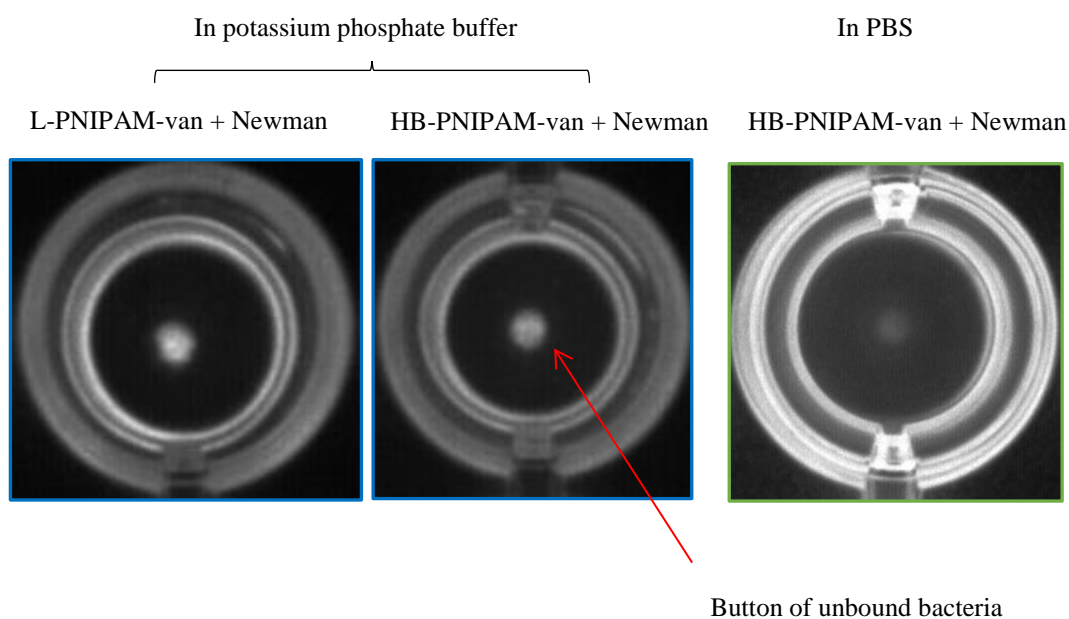 In potassium phosphate buffer
In PBS
L-PNIPAM-van + Newman
HB-PNIPAM-van + Newman
HB-PNIPAM-van + Newman
Button of unbound bacteria